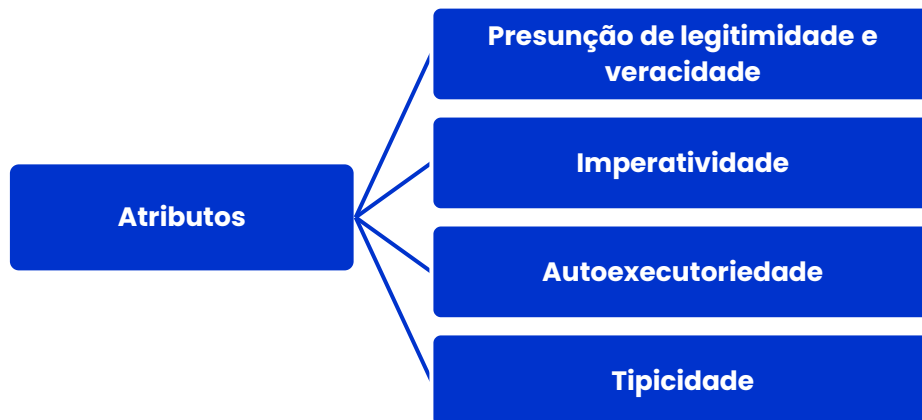 Presunção de legitimidade e
veracidade
Imperatividade
Atributos
Autoexecutoriedade
Tipicidade